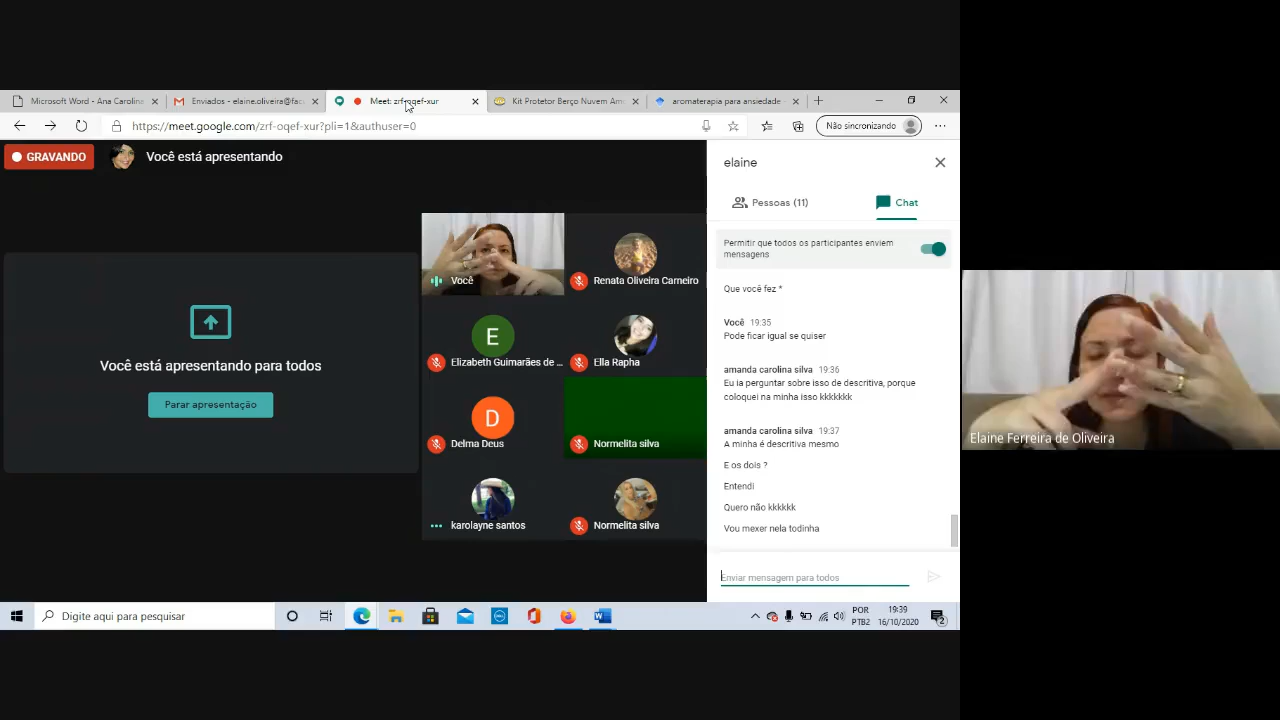 Microsoft Word - Ana Carolina
Enviados - elaine.oliveira@fac
Meet: zrf-oqef-xur
Kit Protetor Berço Nuvem Amo
aromaterapia para ansiedade -
https://meet.google.com/zrf-oqef-xur?pli=1&authuser=0
Não sincronizando
GRAVANDO
Você está apresentando
elaine
Pessoas (11)
Chat
Permitir que todos os participantes enviem
mensagens
Que você fez *
Você 19:35
Pode ficar igual se quiser
amanda carolina silva 19:36
Eu ia perguntar sobre isso de descritiva, porque
coloquei na minha isso kkkkkkk
amanda carolina silva 19:37
A minha é descritiva mesmo
E os dois ?
Entendi
Quero não kkkkkk
Vou mexer nela todinha
Enviar mensagem para todos
Você está apresentando para todos
Parar apresentação
Você
Renata Oliveira Carneiro
E
Elizabeth Guimarães de ...
Ella Rapha
D
Delma Deus
Normelita silva
karolayne santos
Normelita silva
Elaine Ferreira de Oliveira
Digite aqui para pesquisar
POR
PTB2
19:39
16/10/2020
2